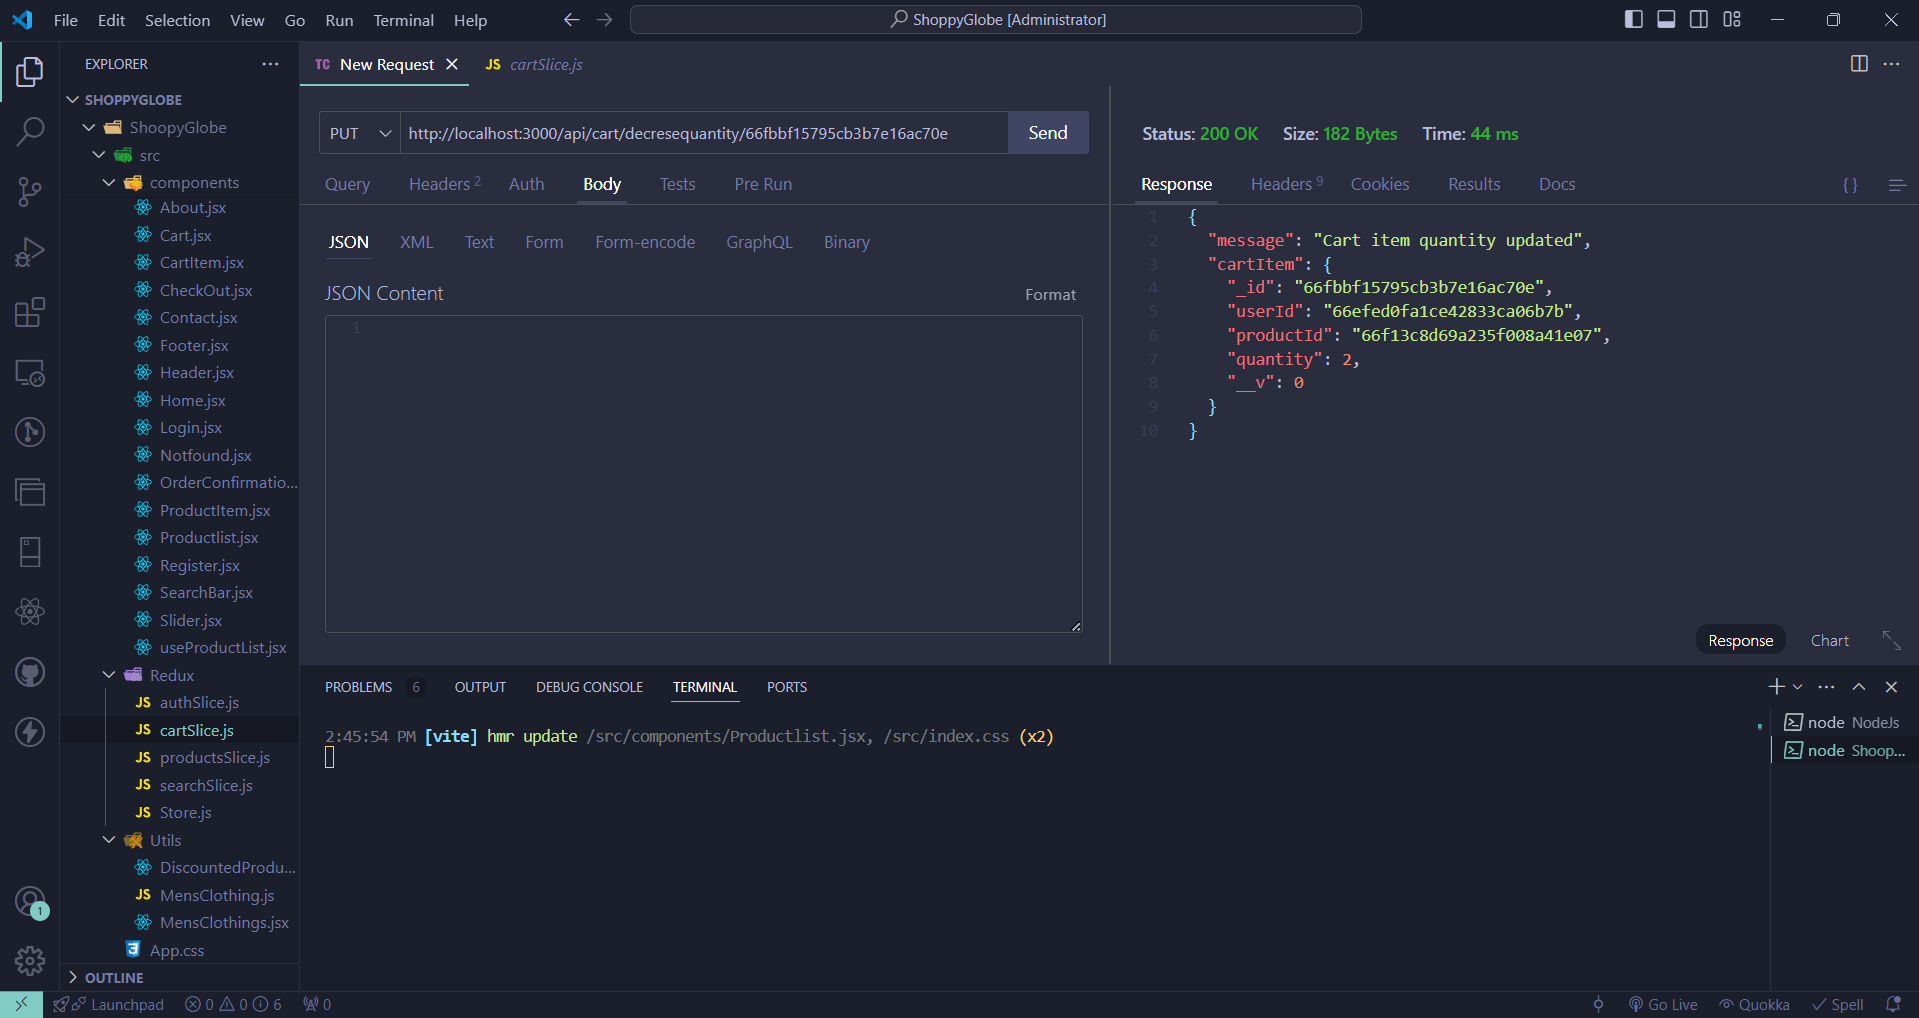 File Edit Selection View Go Run Terminal Help
ShoppyGlobe [Administrator]
EXPLORER
SHOPPYGLOBE
ShoopyGlobe
src
components
About.jsx
Cart.jsx
CartItem.jsx
CheckOut.jsx
Contact.jsx
Footer.jsx
Header.jsx
Home.jsx
Login.jsx
Notfound.jsx
OrderConfirmatio...
ProductItem.jsx
Productlist.jsx
Register.jsx
SearchBar.jsx
Slider.jsx
useProductList.jsx
Redux
JS authSlice.js
JS cartSlice.js
JS productsSlice.js
JS searchSlice.js
JS Store.js
Utils
DiscountedProdu...
JS MensClothing.js
MensClothings.jsx
App.css
OUTLINE
1
TC New Request
JS cartSlice.js
PUT http://localhost:3000/api/cart/decresequantity/66fbbf15795cb3b7e16ac70e Send
Query Headers 2 Auth Body Tests Pre Run
JSON XML Text Form Form-encode GraphQL Binary
JSON Content Format
1
Status: 200 OK Size: 182 Bytes Time: 44 ms
Response Headers 9 Cookies Results Docs {}
1 {
2 "message": "Cart item quantity updated",
3 "cartItem": {
4 "_id": "66fbbf15795cb3b7e16ac70e",
5 "userId": "66efed0fa1ce42833ca06b7b",
6 "productId": "66f13c8d69a235f008a41e07",
7 "quantity": 2,
8 "__v": 0
9 }
10 }
Response Chart
PROBLEMS 6 OUTPUT DEBUG CONSOLE TERMINAL PORTS
2:45:54 PM [vite] hmr update /src/components/Productlist.jsx, /src/index.css (x2)
node NodeJs
node Shoop...
Launchpad 0 0 6 0
Go Live Quokka Spell